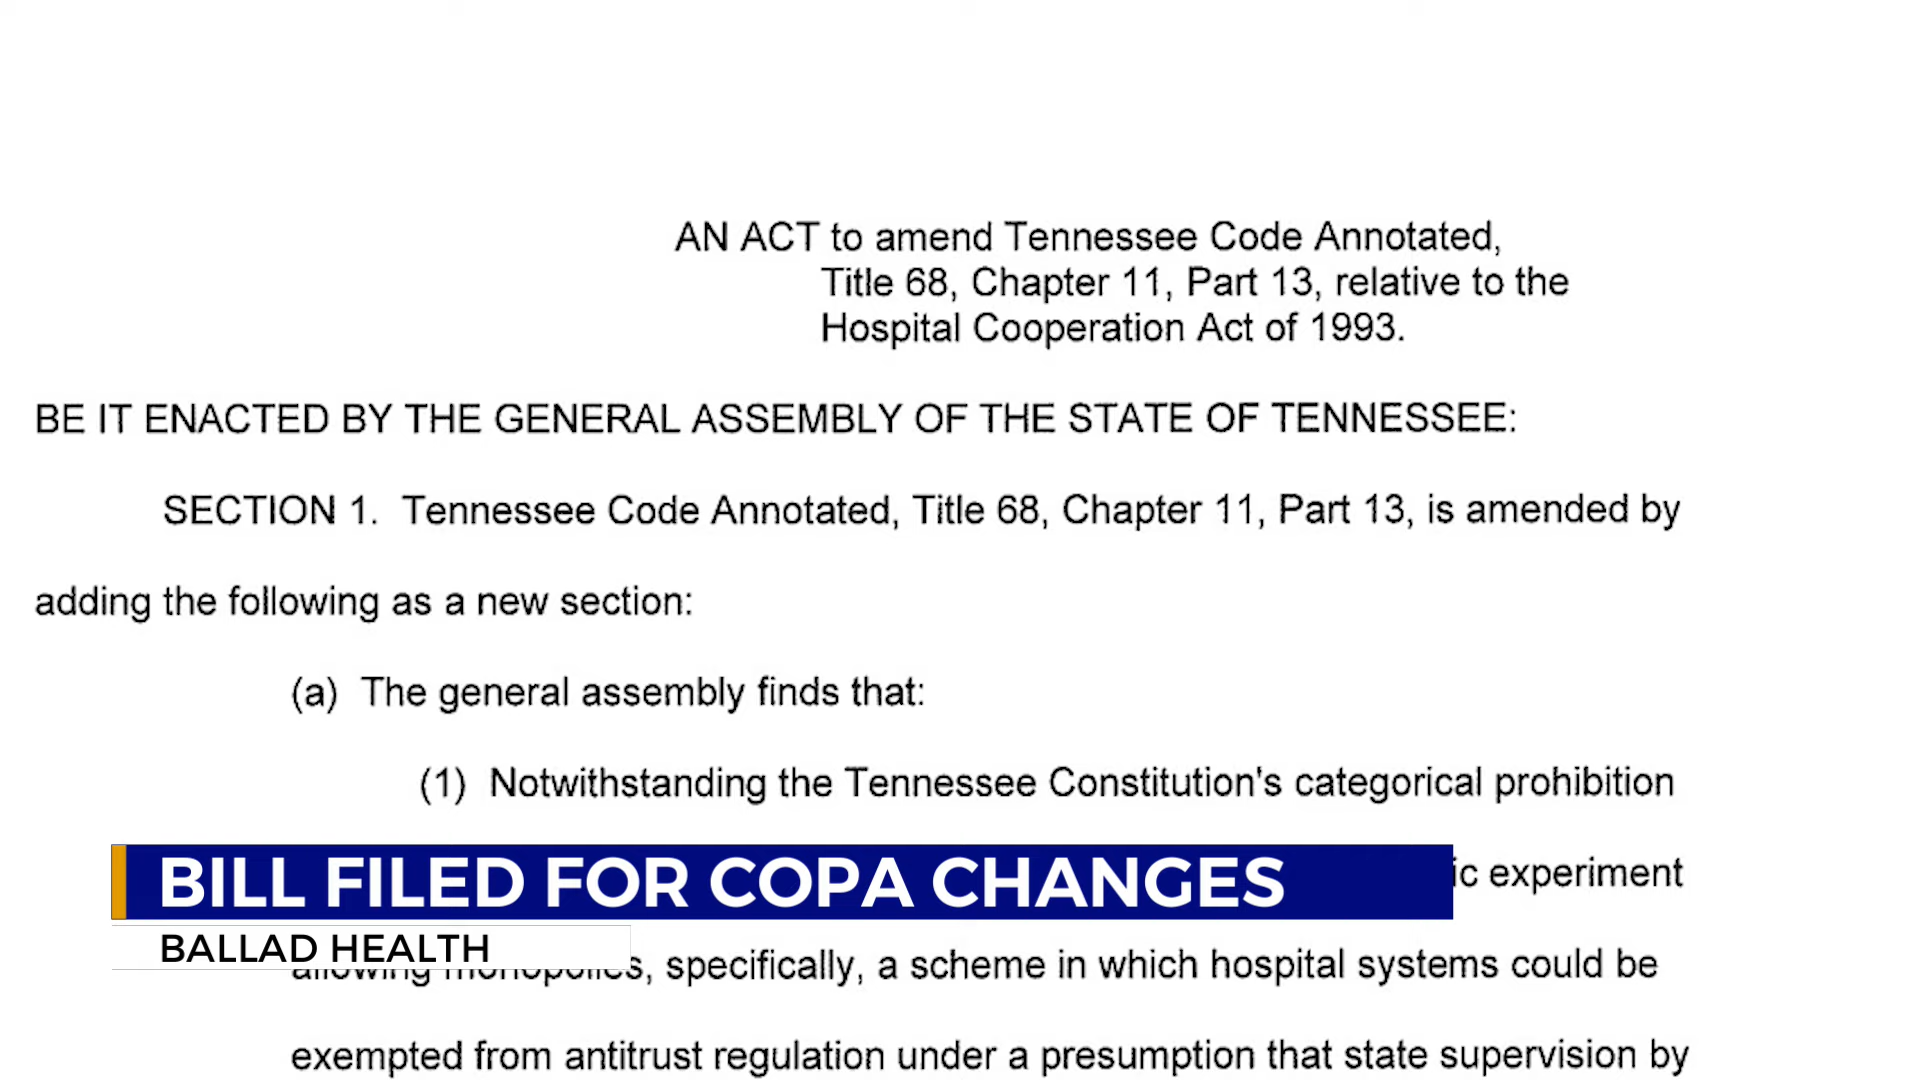 AN ACT to amend Tennessee Code Annotated,
Title 68, Chapter 11, Part 13, relative to the
Hospital Cooperation Act of 1993.
BE IT ENACTED BY THE GENERAL ASSEMBLY OF THE STATE OF TENNESSEE:
SECTION 1. Tennessee Code Annotated, Title 68, Chapter 11, Part 13, is amended by
adding the following as a new section:
(a) The general assembly finds that:
(1) Notwithstanding the Tennessee Constitution's categorical prohibition
ic experiment
BILL FILED FOR COPA CHANGES
BALLAD HEALTH
allowing monopolies, specifically, a scheme in which hospital systems could be
exempted from antitrust regulation under a presumption that state supervision by